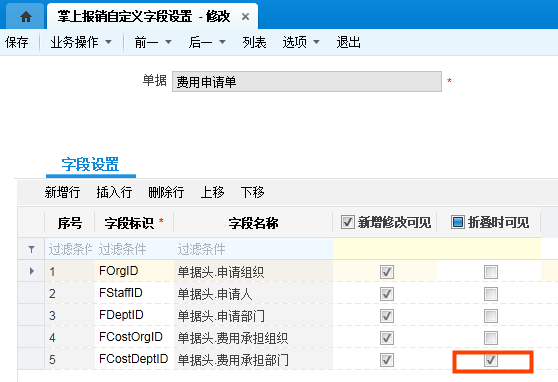 掌上报销自定义字段设置 - 修改 ×
保存 业务操作 前一 后一 列表 选项 退出
单据 费用申请单 *
字段设置
新增行 插入行 删除行 上移 下移
序号 字段标识 * 字段名称 新增修改可见 折叠时可见
过滤条件 过滤条件 过滤条件
1 FOrgID 单据头.申请组织
2 FStaffID 单据头.申请人
3 FDeptID 单据头.申请部门
4 FCostOrgID 单据头.费用承担组织
5 FCostDeptID 单据头.费用承担部门